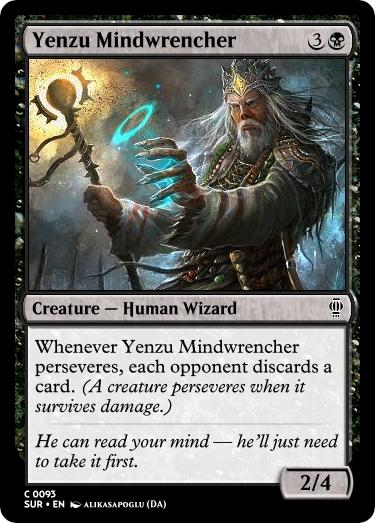 Yenzu Mindwrencher 3
Creature — Human Wizard
Whenever Yenzu Mindwrencher
perseveres, each opponent discards a
card. (A creature perseveres when it
survives damage.)
He can read your mind — he'll just need
to take it first.
2/4
C 0093
SUR • EN ALIKASAPOGLU (DA)